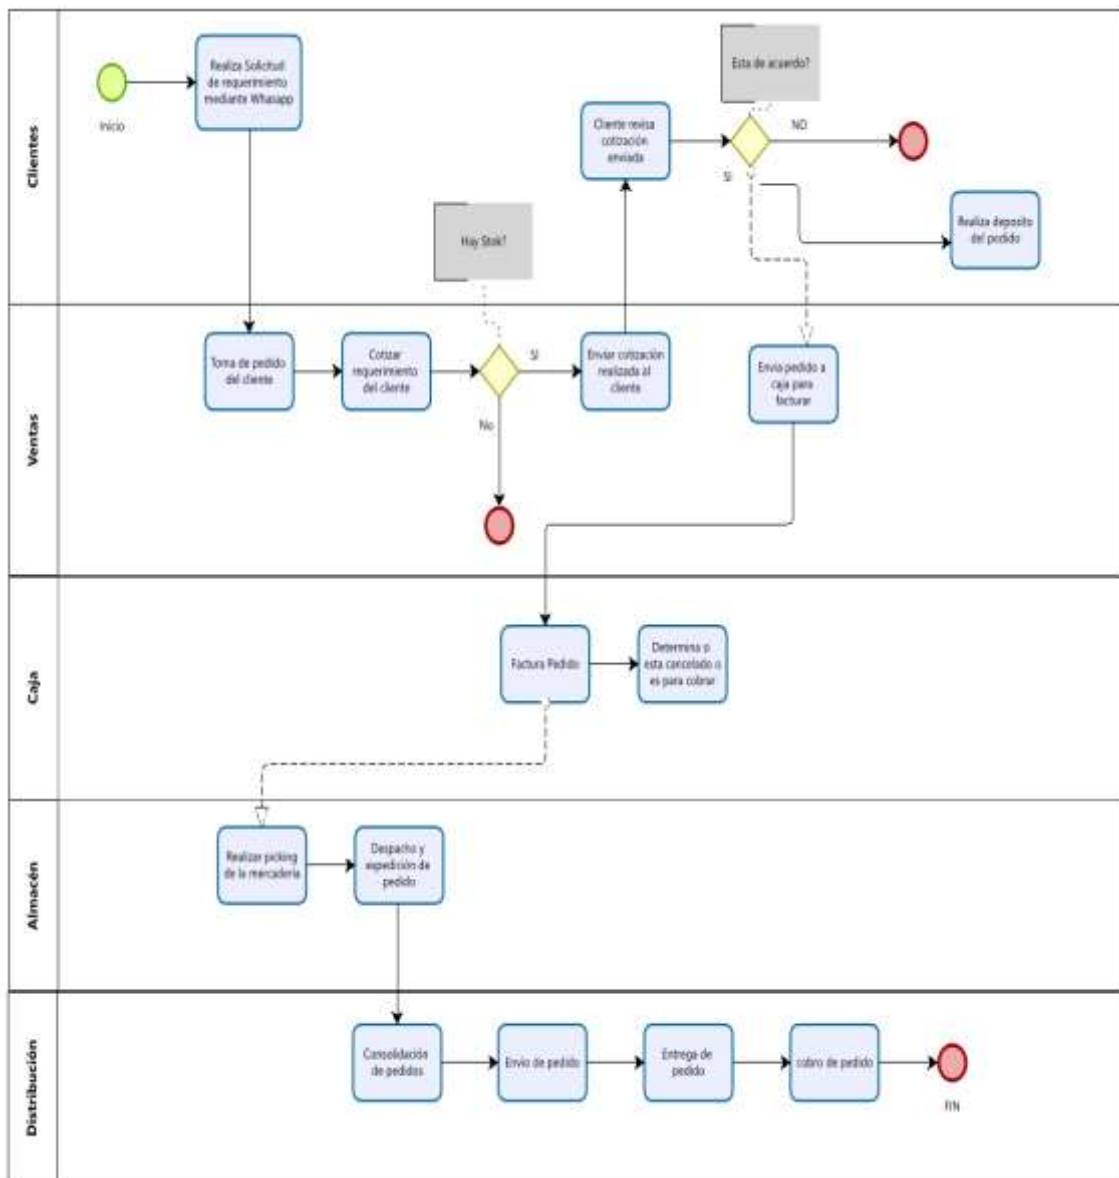 Clientes
Inicio
Realiza Solicitud
de requerimiento
mediante Whasapp
Esta de acuerdo?
Cliente revisa
cotización
enviada
NO
SI
Realiza deposito
del pedido
Hay Stok?
Ventas
Toma de pedido
del cliente
Cotizar
requerimiento
del cliente
SI
No
Enviar cotización
realizada al
cliente
Envia pedido a
caja para
facturar
Caja
Factura Pedido
Determina si
esta cancelado o
es para cobrar
Almacén
Realizar picking
de la mercadería
Despacho y
expedición de
pedido
Distribución
Consolidación
de pedidos
Envio de pedido
Entrega de
pedido
cobro de pedido
FIN